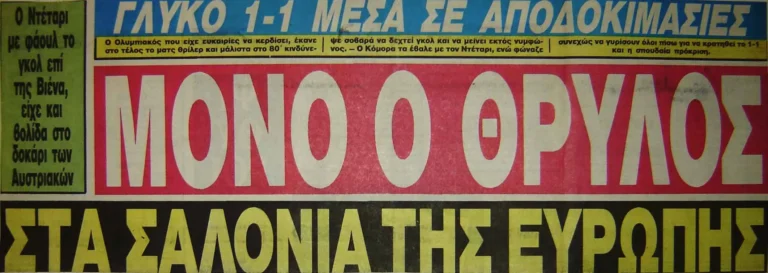 Ο Ντέταρι
με φάουλ το
γκολ επί
της Βιένα,
είχε και
βολίδα στο
δοκάρι των
Αυστριακών
ΓΛΥΚΟ 1-1 ΜΕΣΑ ΣΕ ΑΠΟΔΟΚΙΜΑΣΙΕΣ
Ο Ολυμπιακός που είχε ευκαιρίες να κερδίσει, έκανε
στο τέλος το ματς θρίλερ και μάλιστα στο 80' κινδύνε-
ψε σοβαρά να δεχτεί γκολ και να μείνει εκτός νυμφώ-
νος. — Ο Κόμορα τα έβαλε με τον Ντέταρι, ενώ φώναζε
συνεχώς να γυρίσουν όλοι πίσω για να κρατηθεί το 1-1
και η σπουδαία πρόκριση.
ΜΟΝΟ Ο ΘΡΥΛΟΣ
ΣΤΑ ΣΑΛΟΝΙΑ ΤΗΣ ΕΥΡΩΠΗΣ